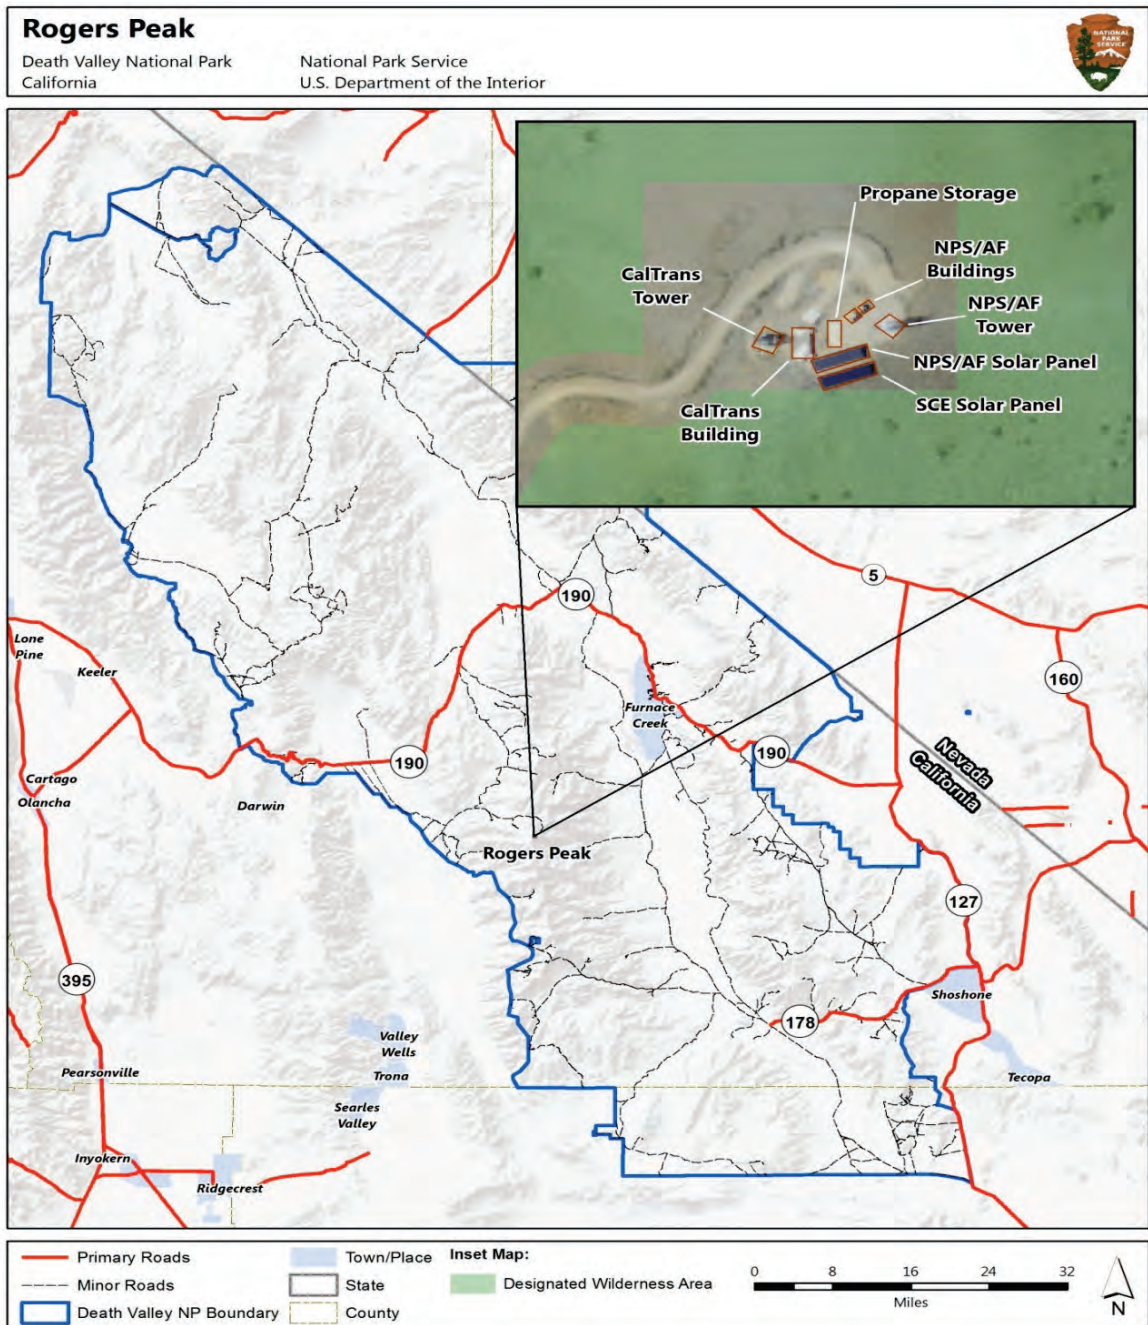 Rogers Peak
Death Valley National Park
California
National Park Service
U.S. Department of the Interior
NATIONAL
PARK
SERVICE
Propane Storage
NPS/AF
Buildings
CalTrans
Tower
NPS/AF
Tower
NPS/AF Solar Panel
SCE Solar Panel
CalTrans
Building
5
190
160
Lone
Pine
Keeler
Furnace
Creek
190
190
Nevada
California
Cartago
Olancha
Darwin
Rogers Peak
127
395
Shoshone
178
Valley
Wells
Pearsonville
Trona
Tecopa
Searles
Valley
Inyokern
Ridgecrest
Primary Roads
Minor Roads
Death Valley NP Boundary
Town/Place
State
County
Inset Map:
Designated Wilderness Area
0 8 16 24 32
Miles
N